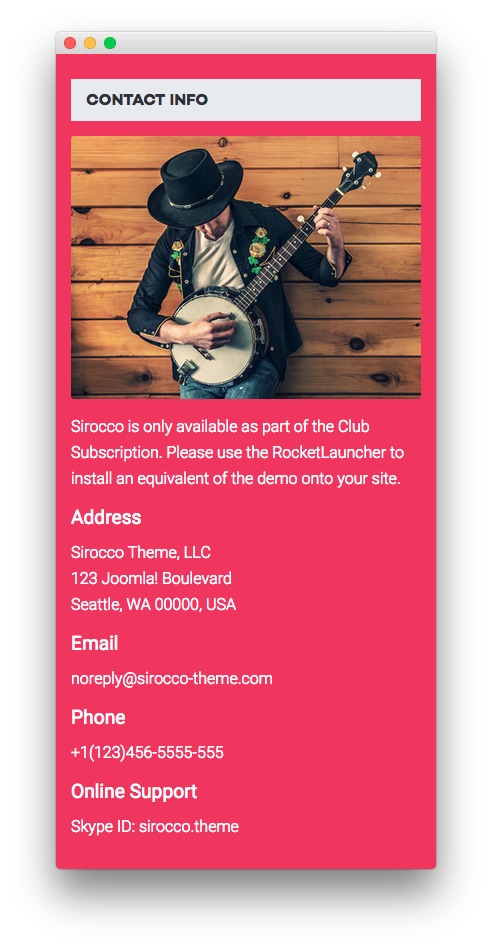 CONTACT INFO
Sirocco is only available as part of the Club
Subscription. Please use the RocketLauncher to
install an equivalent of the demo onto your site.
Address
Sirocco Theme, LLC
123 Joomla! Boulevard
Seattle, WA 00000, USA
Email
noreply@sirocco-theme.com
Phone
+1(123)456-5555-555
Online Support
Skype ID: sirocco.theme